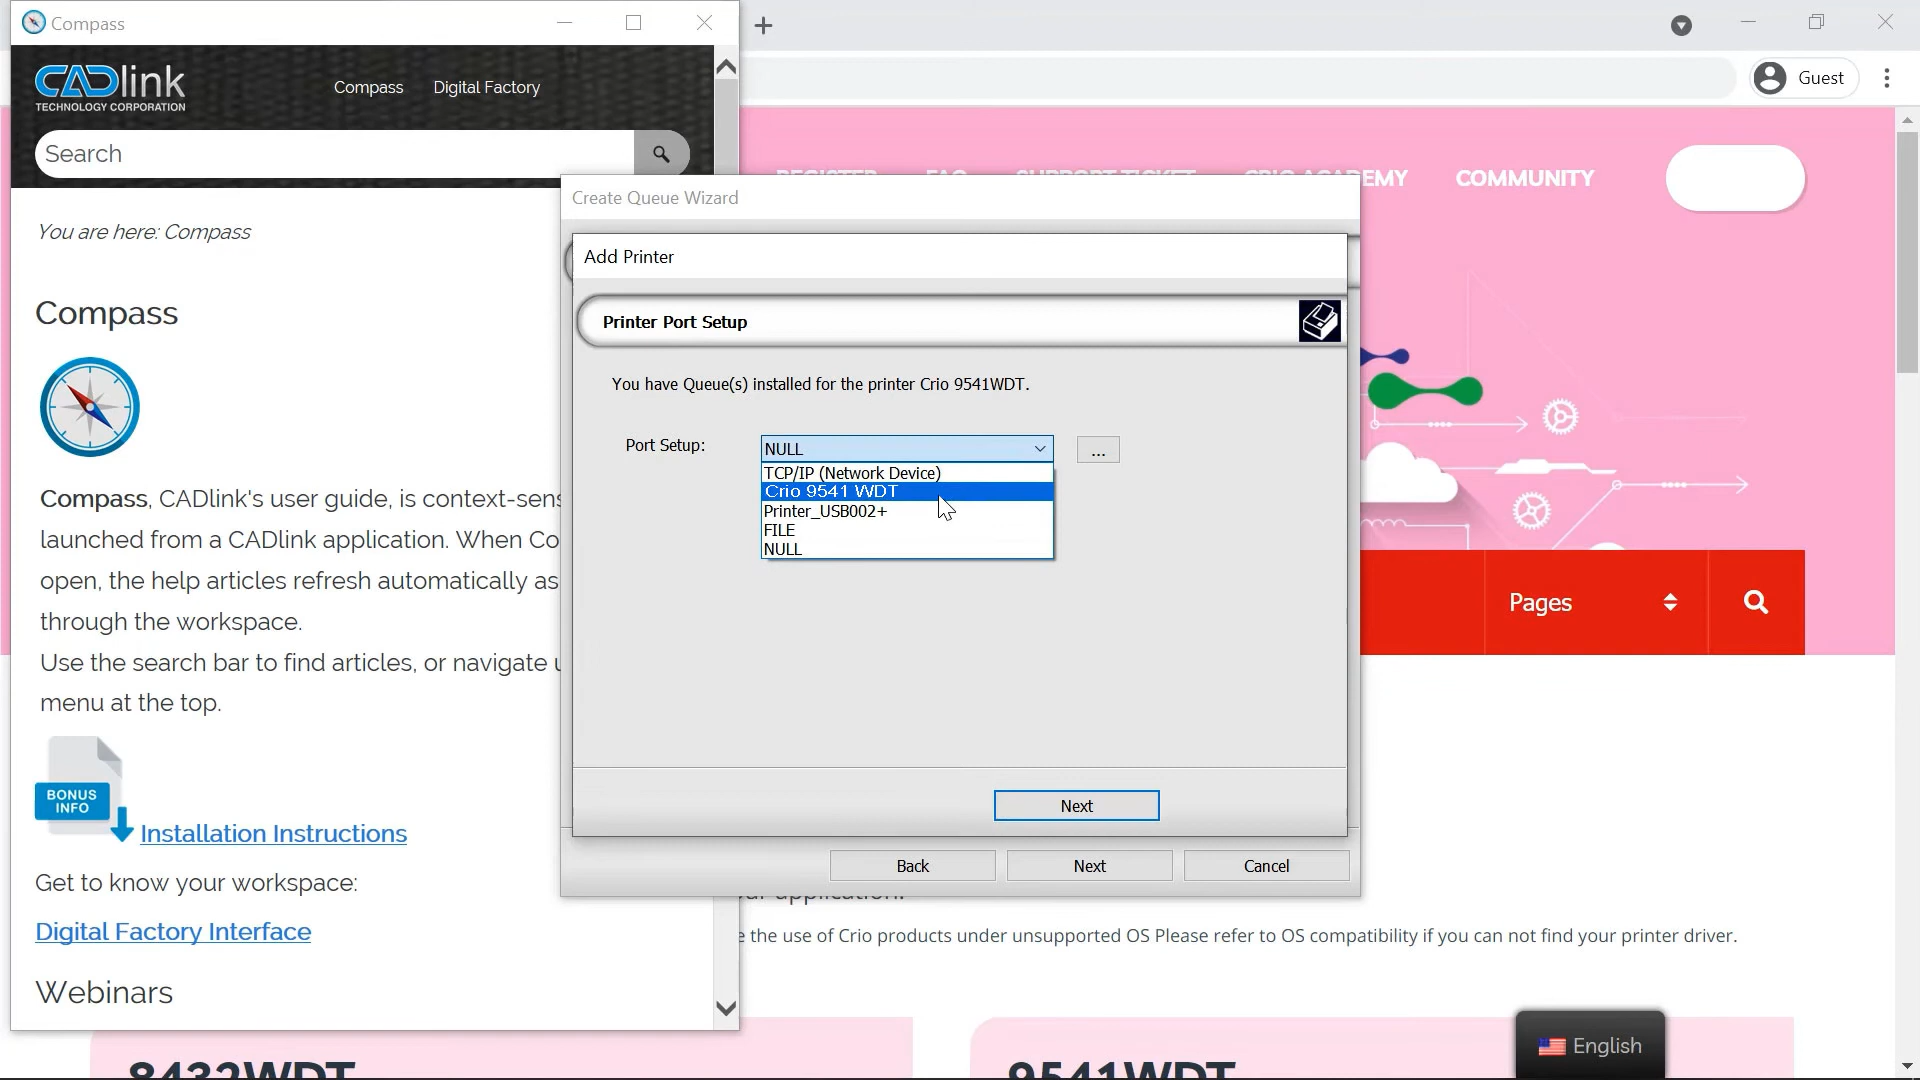 Compass
CADlink
TECHNOLOGY CORPORATION
Compass
Digital Factory
Search
Guest
COMMUNITY
You are here: Compass
Compass
Compass, CADlink's user guide, is context-sens
launched from a CADlink application. When Co
open, the help articles refresh automatically as
through the workspace.
Use the search bar to find articles, or navigate u
menu at the top.
BONUS
INFO
Installation Instructions
Get to know your workspace:
Digital Factory Interface
Webinars
Create Queue Wizard
Add Printer
Printer Port Setup
You have Queue(s) installed for the printer Crio 9541WDT.
Port Setup:
NULL
...
TCP/IP (Network Device)
Crio 9541 WDT
Printer_USB002+
FILE
NULL
Next
Back
Next
Cancel
Pages
the use of Crio products under unsupported OS Please refer to OS compatibility if you can not find your printer driver.
8432WDT
9541WDT
English